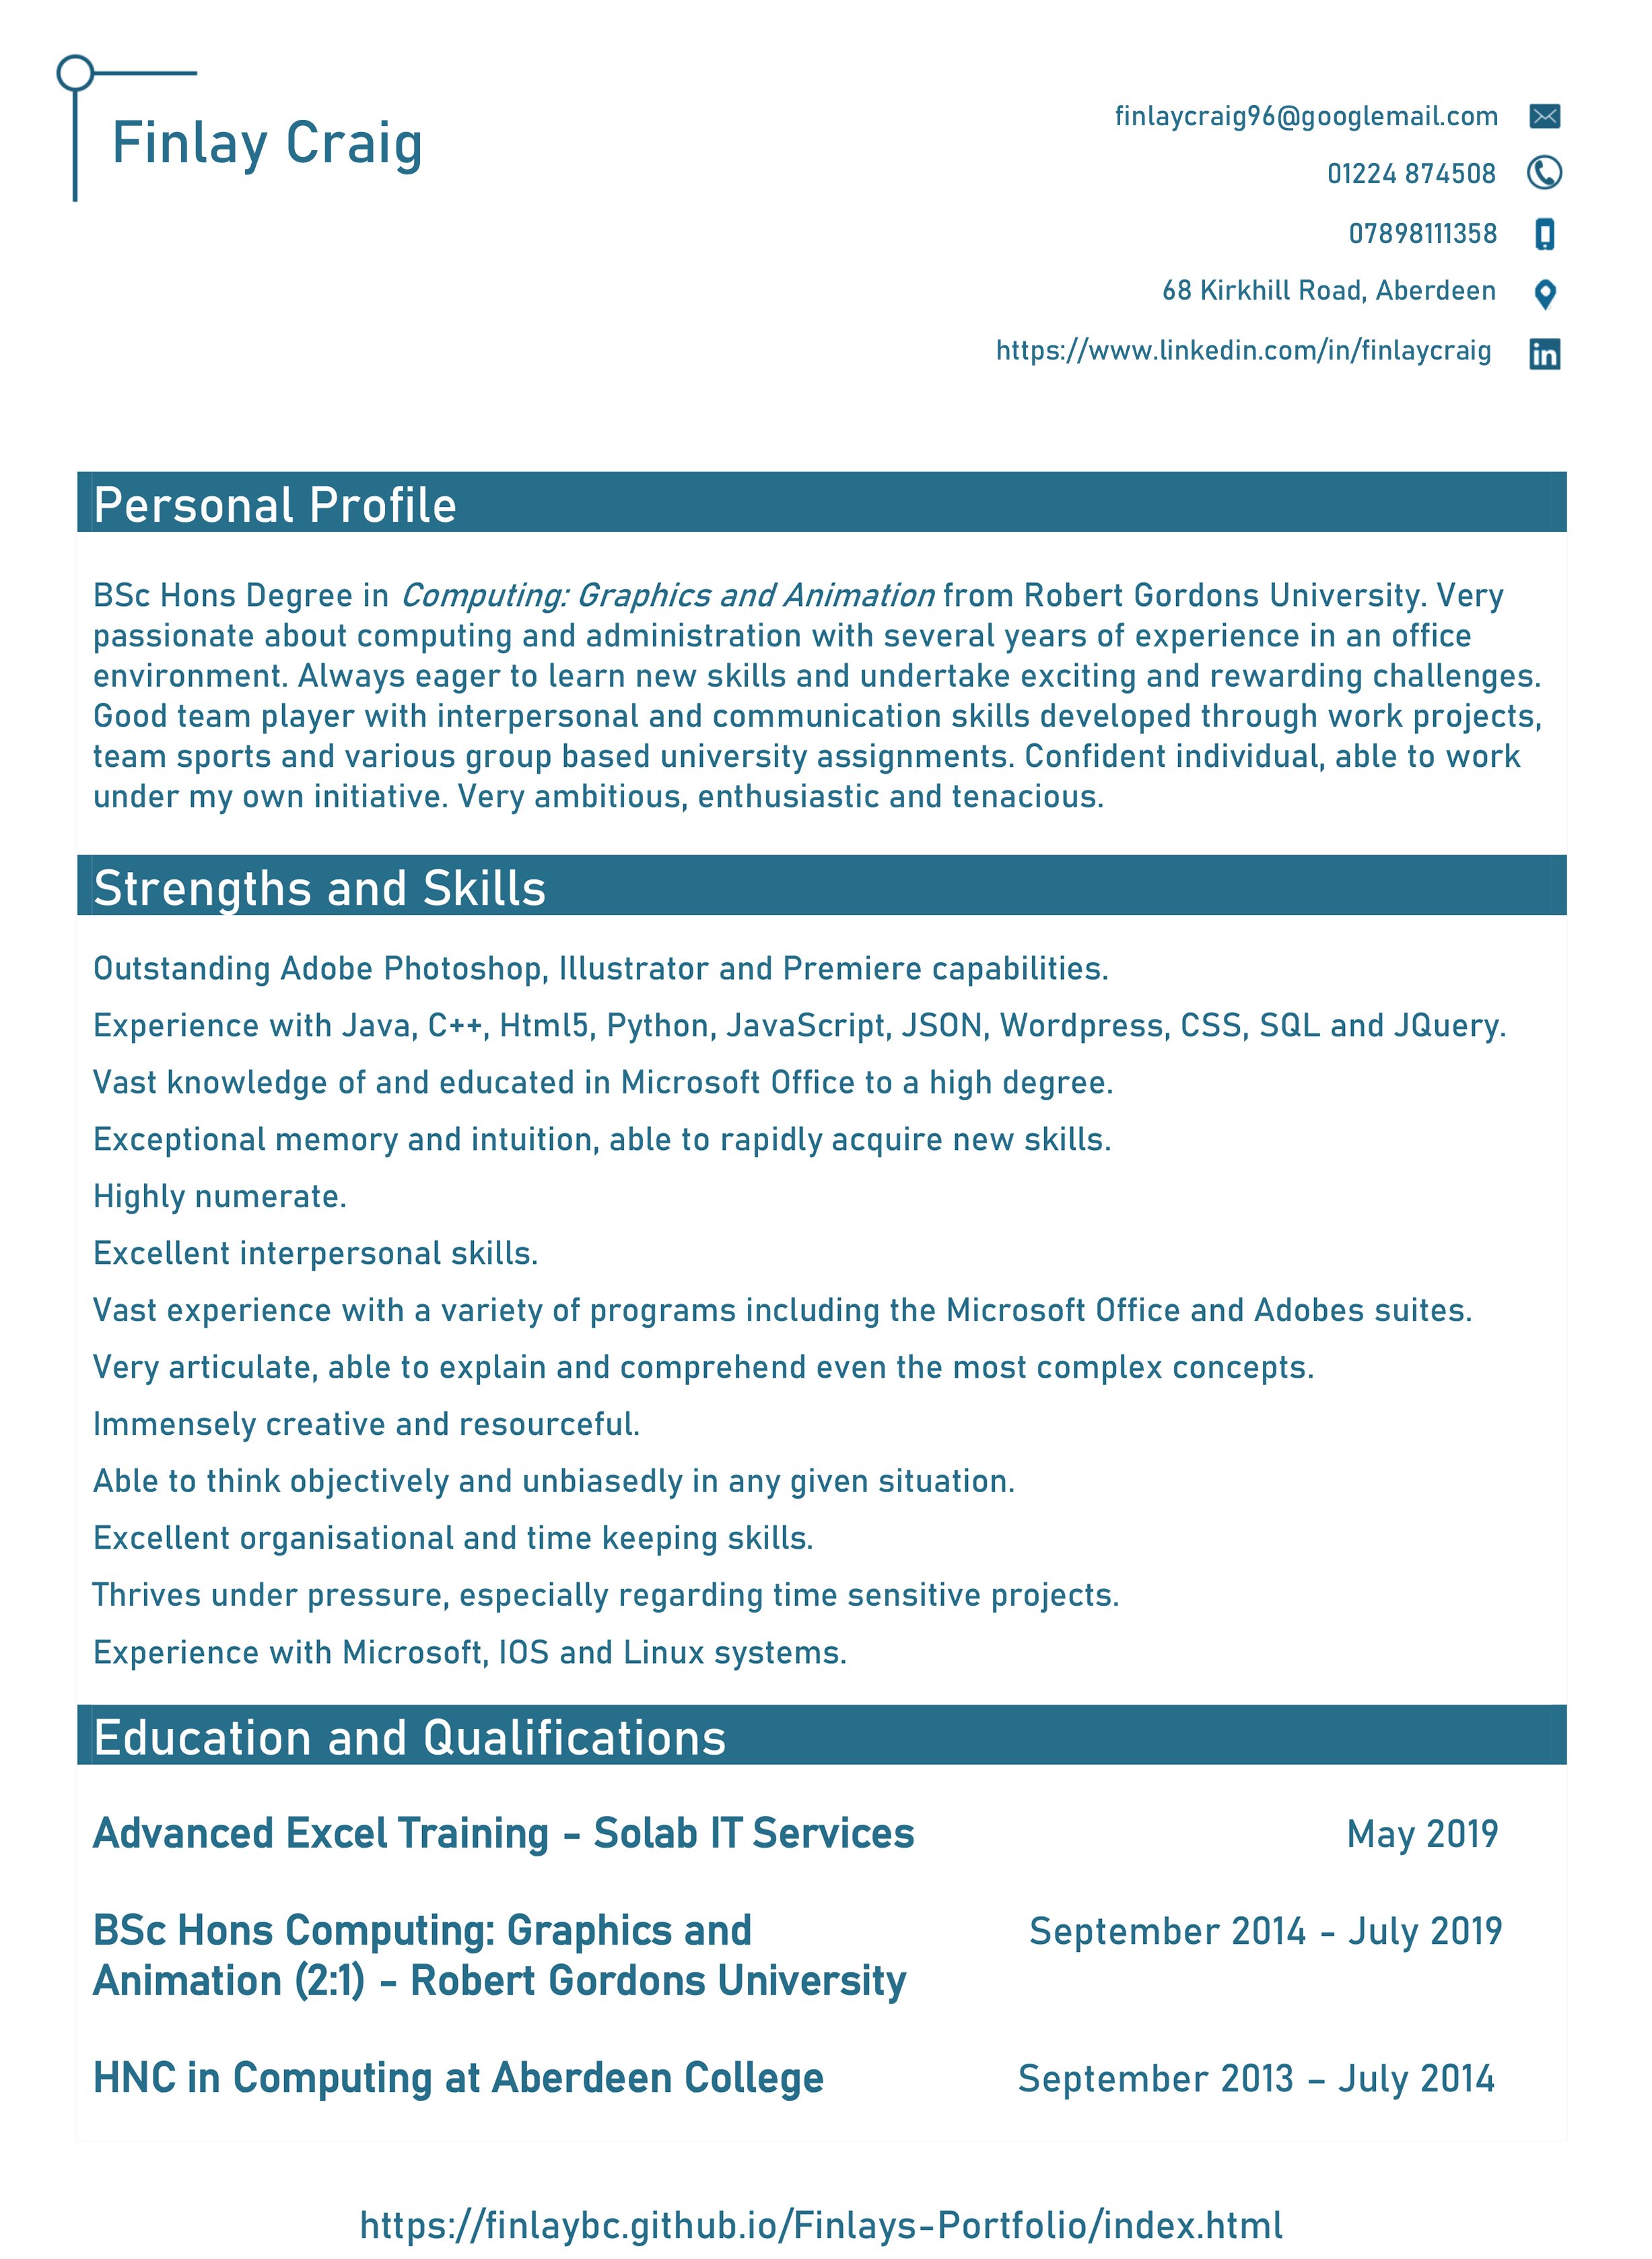 Finlay Craig
finlaycraig96@googlemail.com
01224 874508
07898111358
68 Kirkhill Road, Aberdeen
https://www.linkedin.com/in/finlaycraig
in
Personal Profile
BSc Hons Degree in Computing: Graphics and Animation from Robert Gordons University. Very
passionate about computing and administration with several years of experience in an office
environment. Always eager to learn new skills and undertake exciting and rewarding challenges.
Good team player with interpersonal and communication skills developed through work projects,
team sports and various group based university assignments. Confident individual, able to work
under my own initiative. Very ambitious, enthusiastic and tenacious.
Strengths and Skills
Outstanding Adobe Photoshop, Illustrator and Premiere capabilities.
Experience with Java, C++, Html5, Python, JavaScript, JSON, Wordpress, CSS, SQL and JQuery.
Vast knowledge of and educated in Microsoft Office to a high degree.
Exceptional memory and intuition, able to rapidly acquire new skills.
Highly numerate.
Excellent interpersonal skills.
Vast experience with a variety of programs including the Microsoft Office and Adobes suites.
Very articulate, able to explain and comprehend even the most complex concepts.
Immensely creative and resourceful.
Able to think objectively and unbiasedly in any given situation.
Excellent organisational and time keeping skills.
Thrives under pressure, especially regarding time sensitive projects.
Experience with Microsoft, IOS and Linux systems.
Education and Qualifications
Advanced Excel Training - Solab IT Services May 2019
BSc Hons Computing: Graphics and September 2014 - July 2019
Animation (2:1) - Robert Gordons University
HNC in Computing at Aberdeen College September 2013 – July 2014
https://finlaybc.github.io/Finlays-Portfolio/index.html